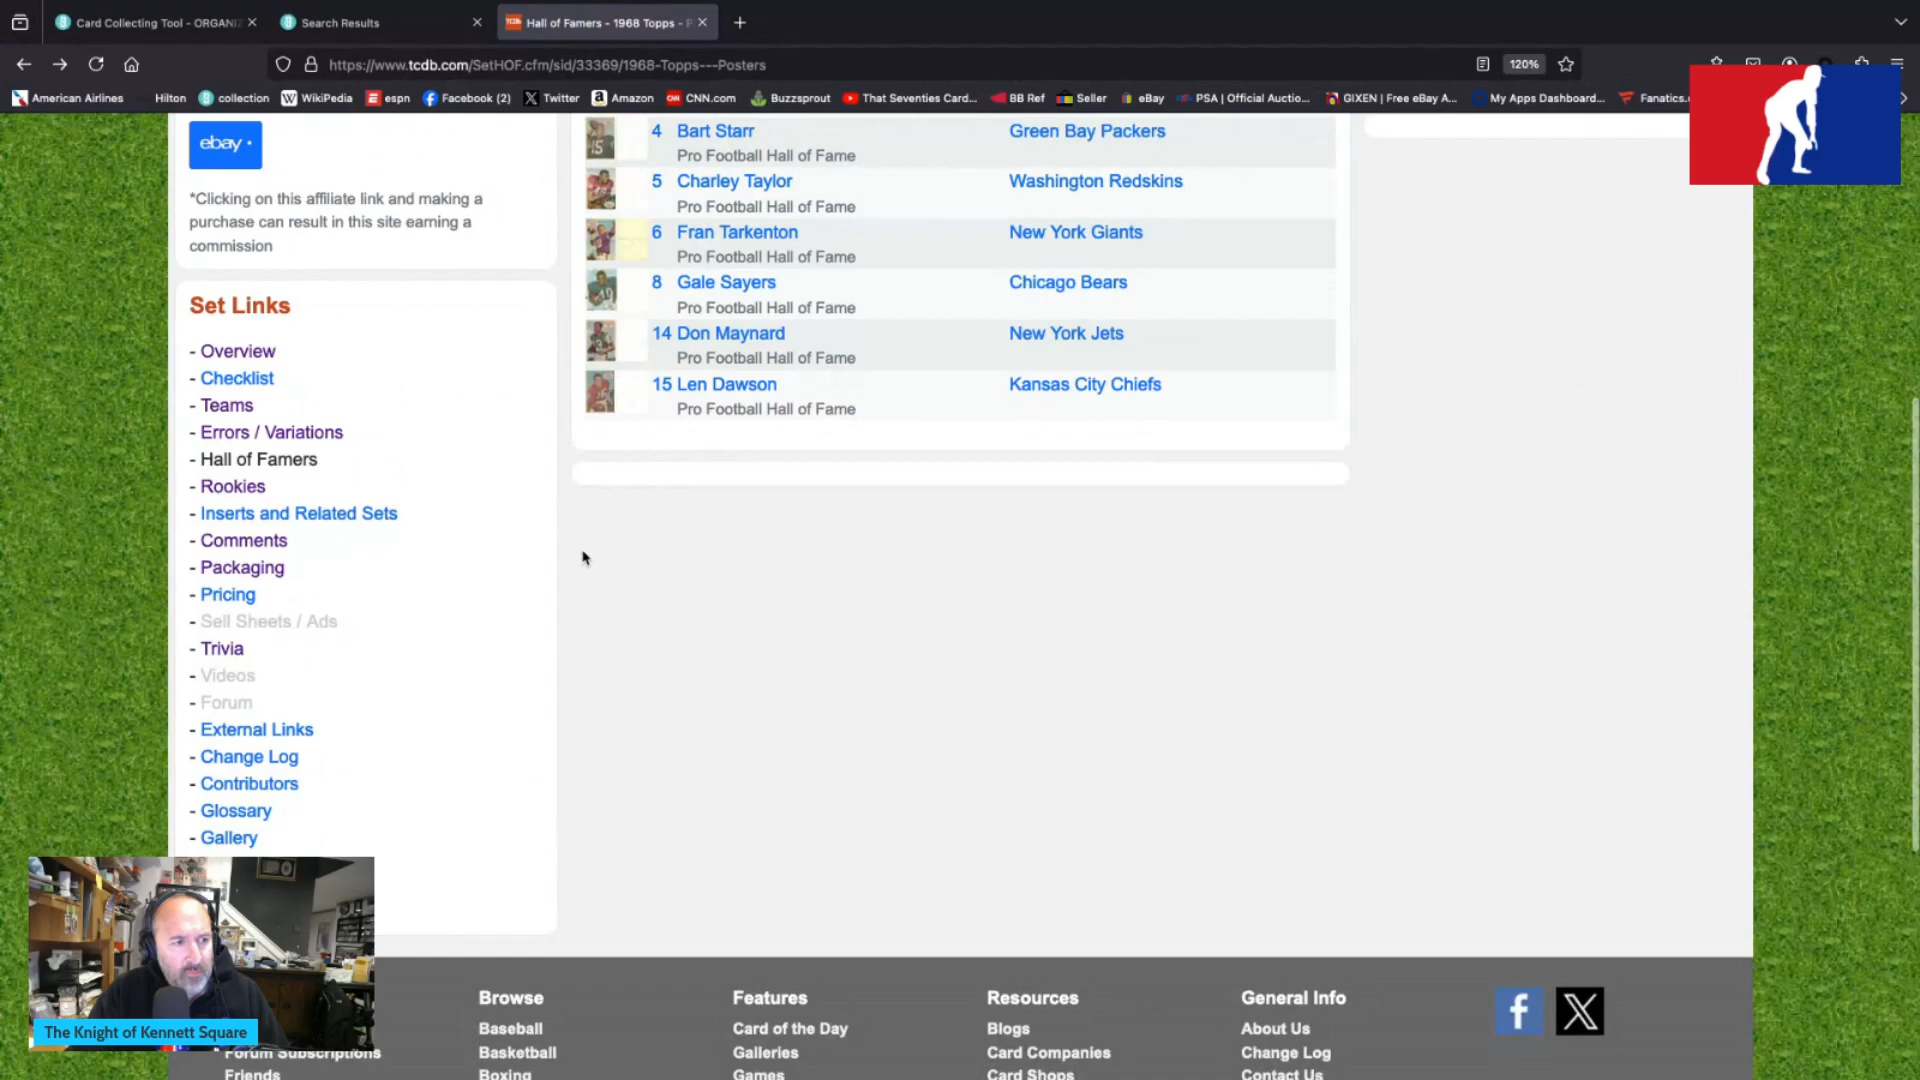 Card Collecting Tool - ORGANI
Search Results
Hall of Famers - 1968 Topps - P
https://www.tcdb.com/SetHOF.cfm/sid/33369/1968-Topps---Posters
120%
American Airlines
Hilton
collection
WikiPedia
espn
Facebook (2)
Twitter
Amazon
CNN.com
Buzzsprout
That Seventies Card...
BB Ref
Seller
eBay
PSA | Official Auctio...
GIXEN | Free eBay A...
My Apps Dashboard...
Fanatics.
ebay
*Clicking on this affiliate link and making a
purchase can result in this site earning a
commission
4 Bart Starr Green Bay Packers
Pro Football Hall of Fame
5 Charley Taylor Washington Redskins
Pro Football Hall of Fame
6 Fran Tarkenton New York Giants
Pro Football Hall of Fame
8 Gale Sayers Chicago Bears
Pro Football Hall of Fame
14 Don Maynard New York Jets
Pro Football Hall of Fame
15 Len Dawson Kansas City Chiefs
Pro Football Hall of Fame
Set Links
- Overview
- Checklist
- Teams
- Errors / Variations
- Hall of Famers
- Rookies
- Inserts and Related Sets
- Comments
- Packaging
- Pricing
- Sell Sheets / Ads
- Trivia
- Videos
- Forum
- External Links
- Change Log
- Contributors
- Glossary
- Gallery
The Knight of Kennett Square
Forum Subscriptions
Friends
Browse
Baseball
Basketball
Boxing
Features
Card of the Day
Galleries
Games
Resources
Blogs
Card Companies
Card Shops
General Info
About Us
Change Log
Contact Us